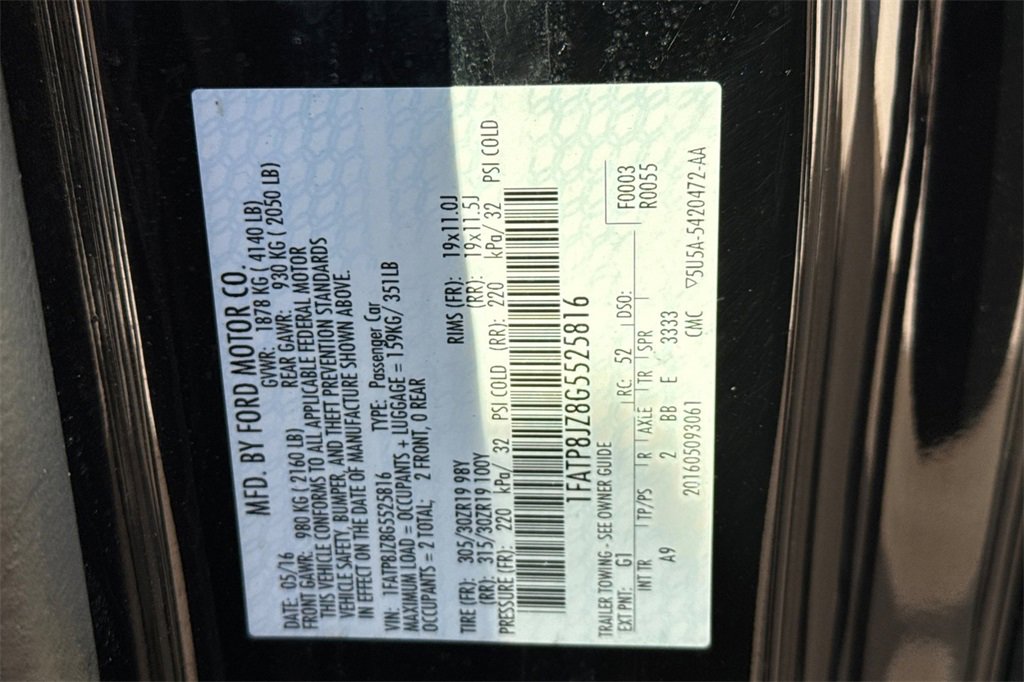 MFD. BY FORD MOTOR CO.
DATE: 05/16 GVWR: 1878 KG ( 4140 LB)
FRONT GAWR: 980 KG ( 2160 LB) REAR GAWR: 930 KG ( 2050 LB)
THIS VEHICLE CONFORMS TO ALL APPLICABLE FEDERAL MOTOR
VEHICLE SAFETY, BUMPER, AND THEFT PREVENTION STANDARDS
IN EFFECT ON THE DATE OF MANUFACTURE SHOWN ABOVE.
VIN: 1FATP8JZ8G5525816 TYPE: Passenger Car
MAXIMUM LOAD = OCCUPANTS + LUGGAGE = 159KG/ 351LB
OCCUPANTS = 2 TOTAL; 2 FRONT, 0 REAR
TIRE (FR): 305/30ZR19 98Y RIMS (FR): 19x11.0J
(RR): 315/30ZR19 100Y (RR): 19x11.5J
PRESSURE (FR): 220 kPa/ 32 PSI COLD (RR): 220 kPa/ 32 PSI COLD
1FATP8JZ8G5525816
TRAILER TOWING - SEE OWNER GUIDE F0003
EXT PNT: G1 RC: 52 DSO: R0055
INT TR TP/PS R AXLE TR SPR
A9 2 BB E 3333
201605093061 CMC ▽5U5A-5420472-AA